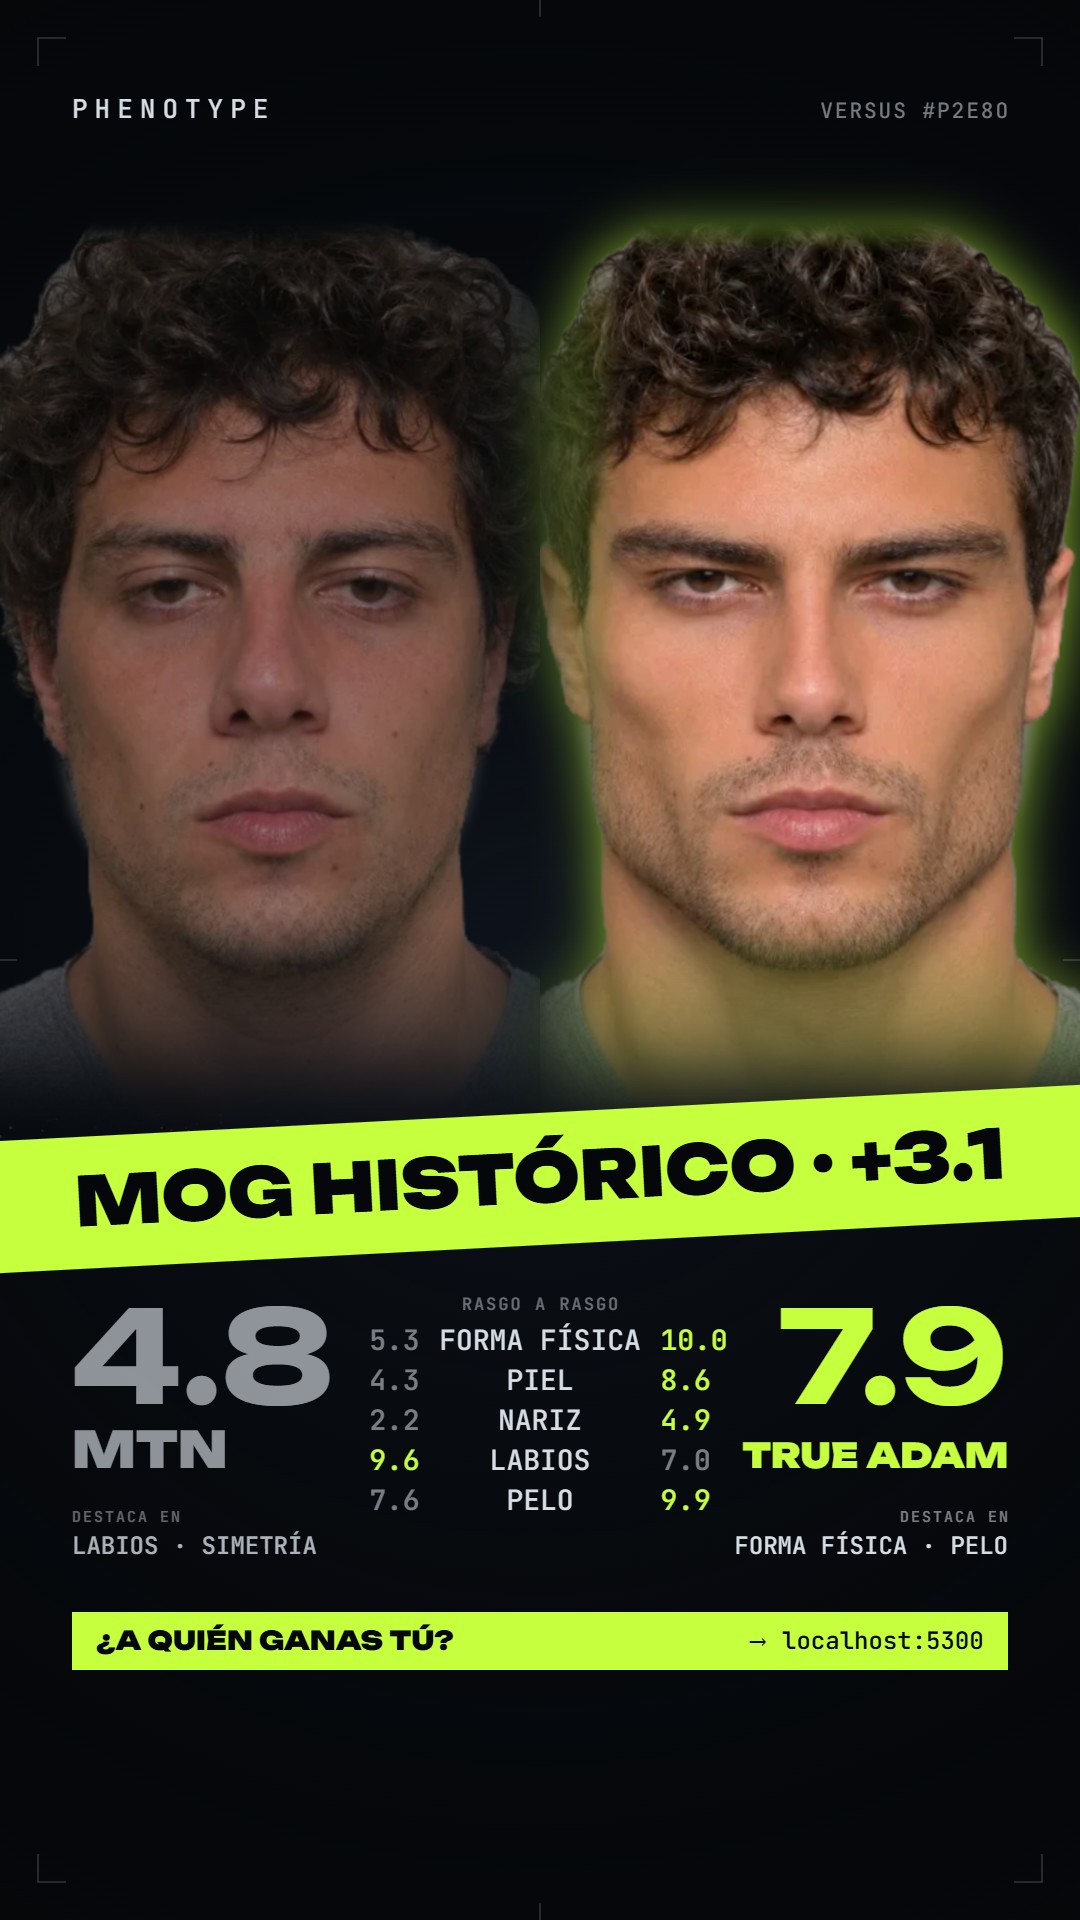 PHENOTYPE
VERSUS #P2E80
MOG HISTÓRICO · +3.1
4.8
MTN
DESTACA EN
LABIOS · SIMETRÍA
RASGO A RASGO
5.3 FORMA FÍSICA 10.0
4.3 PIEL 8.6
2.2 NARIZ 4.9
9.6 LABIOS 7.0
7.6 PELO 9.9
7.9
TRUE ADAM
DESTACA EN
FORMA FÍSICA · PELO
¿A QUIÉN GANAS TÚ?
→ localhost:5300